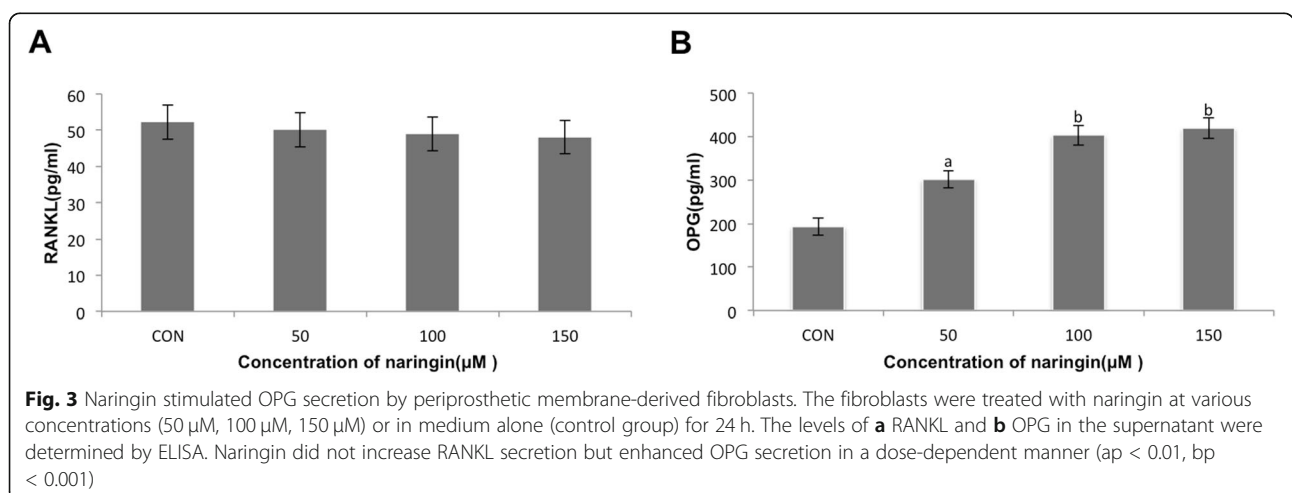 A
B
RANKL(pg/ml)
60
50
40
30
20
10
0
CON 50 100 150
Concentration of naringin(µM )
OPG(pg/ml)
500
400
300
200
100
0
a
b
b
CON 50 100 150
Concentration of naringin(µM )
Fig. 3 Naringin stimulated OPG secretion by periprosthetic membrane-derived fibroblasts. The fibroblasts were treated with naringin at various
concentrations (50 μM, 100 μM, 150 μM) or in medium alone (control group) for 24 h. The levels of a RANKL and b OPG in the supernatant were
determined by ELISA. Naringin did not increase RANKL secretion but enhanced OPG secretion in a dose-dependent manner (ap < 0.01, bp
< 0.001)